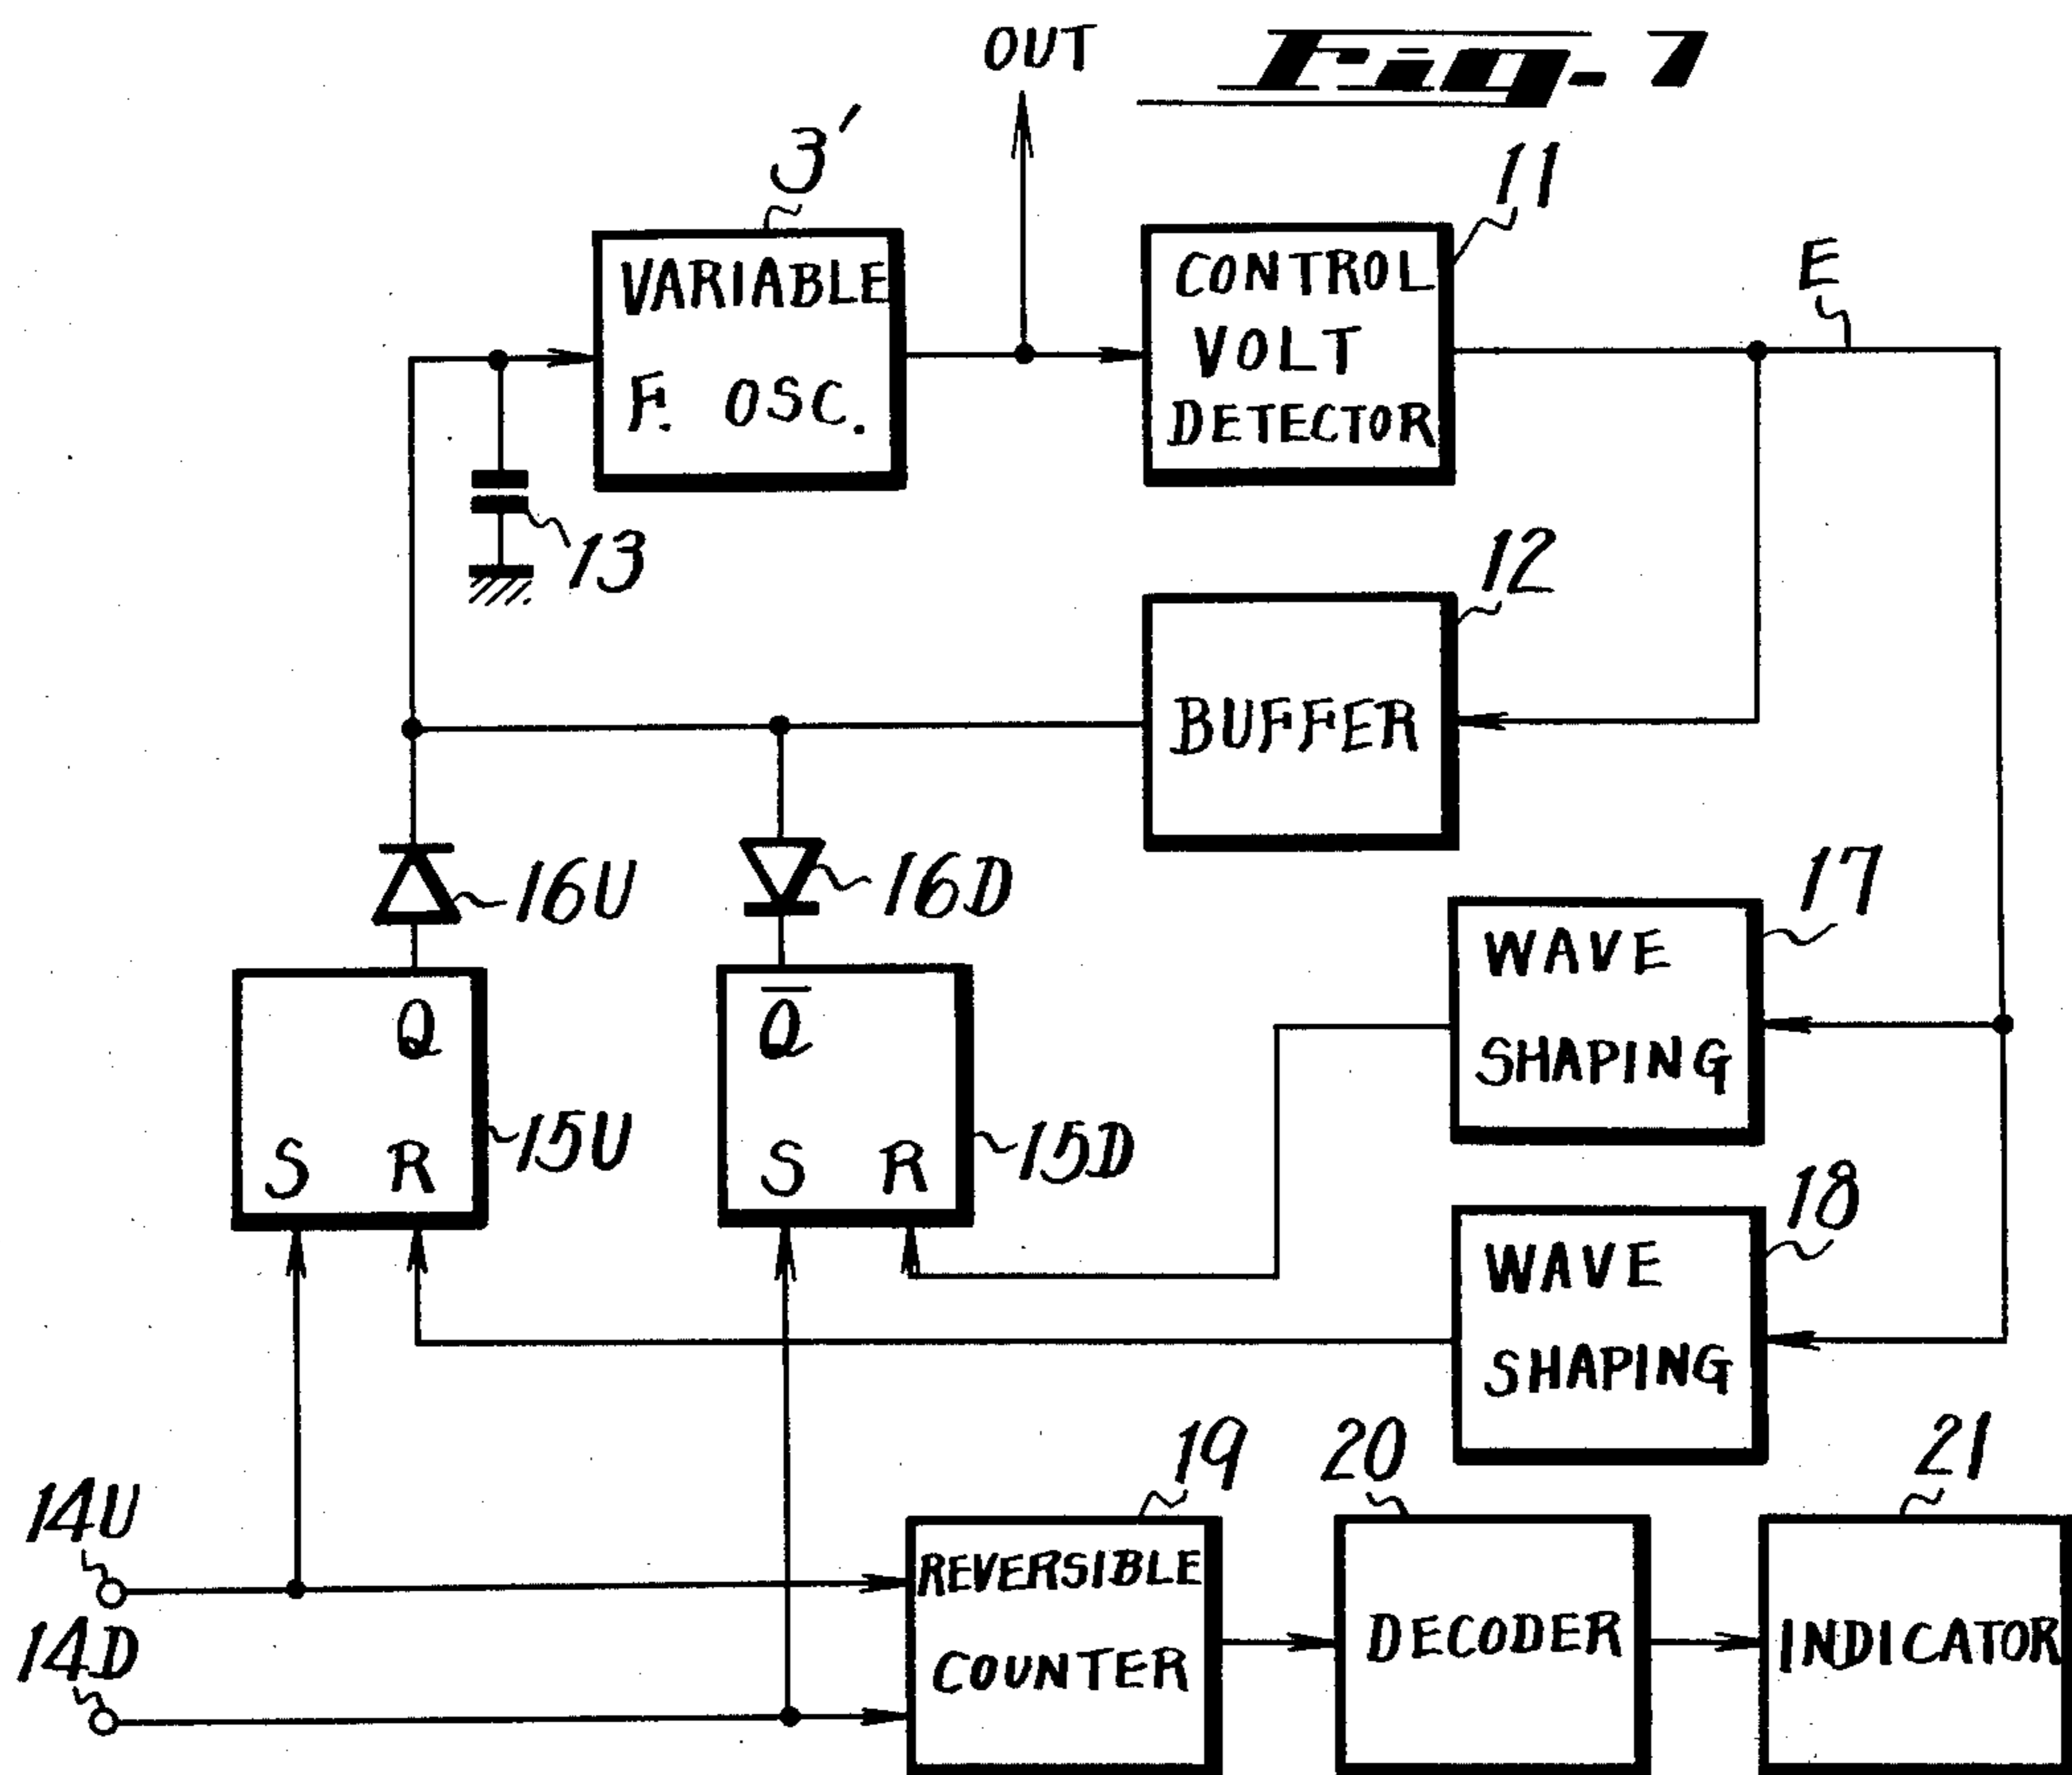 OUT
Fig-7
3'
11
VARIABLE
F. OSC.
CONTROL
VOLT
DETECTOR
E
13
12
BUFFER
16U
16D
17
WAVE
SHAPING
Q
S R
15U
Q̅
S R
15D
18
WAVE
SHAPING
19
20
21
14U
14D
REVERSIBLE
COUNTER
DECODER
INDICATOR